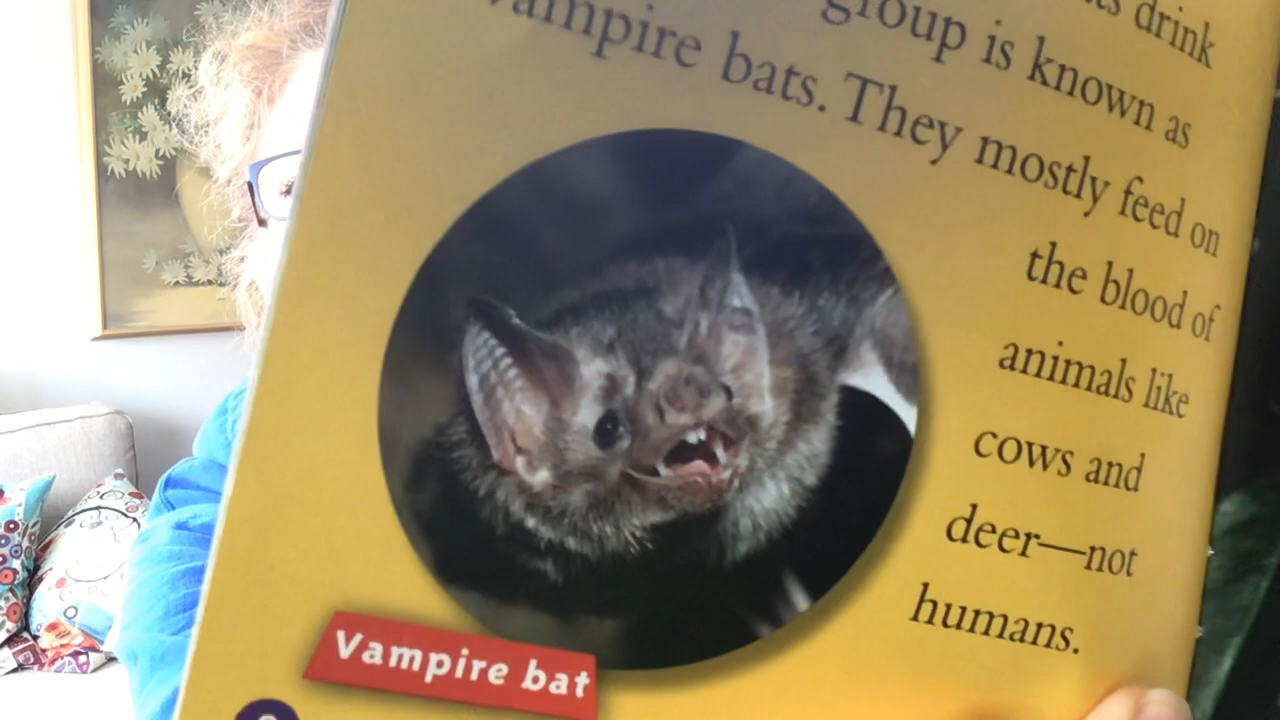 drink
group is known as
vampire bats. They mostly feed on
the blood of
animals like
cows and
deer—not
humans.
Vampire bat